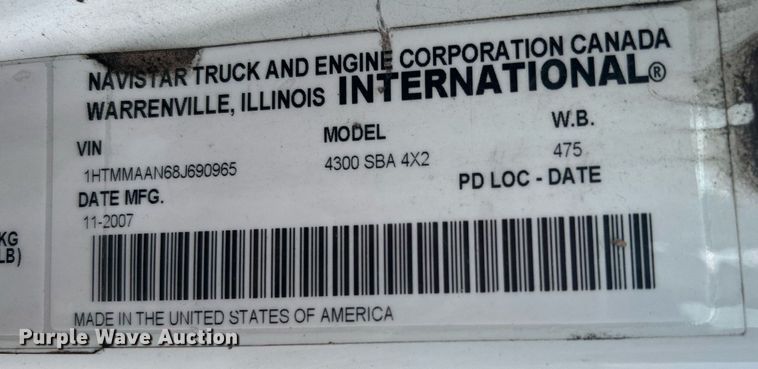 NAVISTAR TRUCK AND ENGINE CORPORATION CANADA
WARRENVILLE, ILLINOIS INTERNATIONAL®
VIN MODEL W.B.
1HTMMAAN68J690965 4300 SBA 4X2 475
DATE MFG. PD LOC - DATE
11-2007
KG
LB)
MADE IN THE UNITED STATES OF AMERICA
Purple Wave Auction